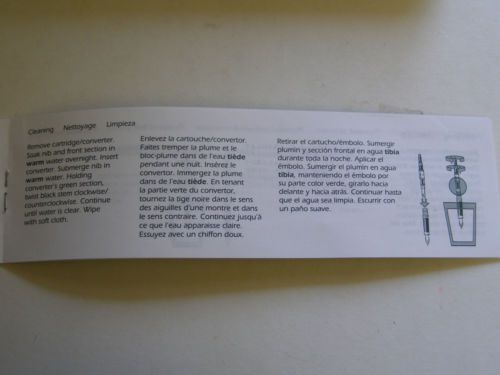 Cleaning Nettoyage Limpieza
Remove cartridge/converter.
Soak nib and front section in
warm water overnight. Insert
converter. Submerge nib in
warm water. Holding
converter's green section,
twist black stem clockwise/
counterclockwise. Continue
until water is clear. Wipe
with soft cloth.
Enlevez la cartouche/convertor.
Faites tremper la plume et le
bloc-plume dans de l'eau tiède
pendant une nuit. Insérez le
convertor. Immergez la plume
dans de l'eau tiède. En tenant
la partie verte du convertor,
tournez la tige noire dans le sens
des aiguilles d'une montre et dans
le sens contraire. Continuez jusqu'à
ce que l'eau apparaisse claire.
Essuyez avec un chiffon doux.
Retirar el cartucho/émbolo. Sumergir
plumin y sección frontal en agua tibia
durante toda la noche. Aplicar el
émbolo. Sumergir el plumin en agua
tibia, manteniendo el émbolo por
su parte color verde, girarlo hacia
delante y hacia atrás. Continuar hasta
que el agua sea limpia. Escurrir con
un paño suave.